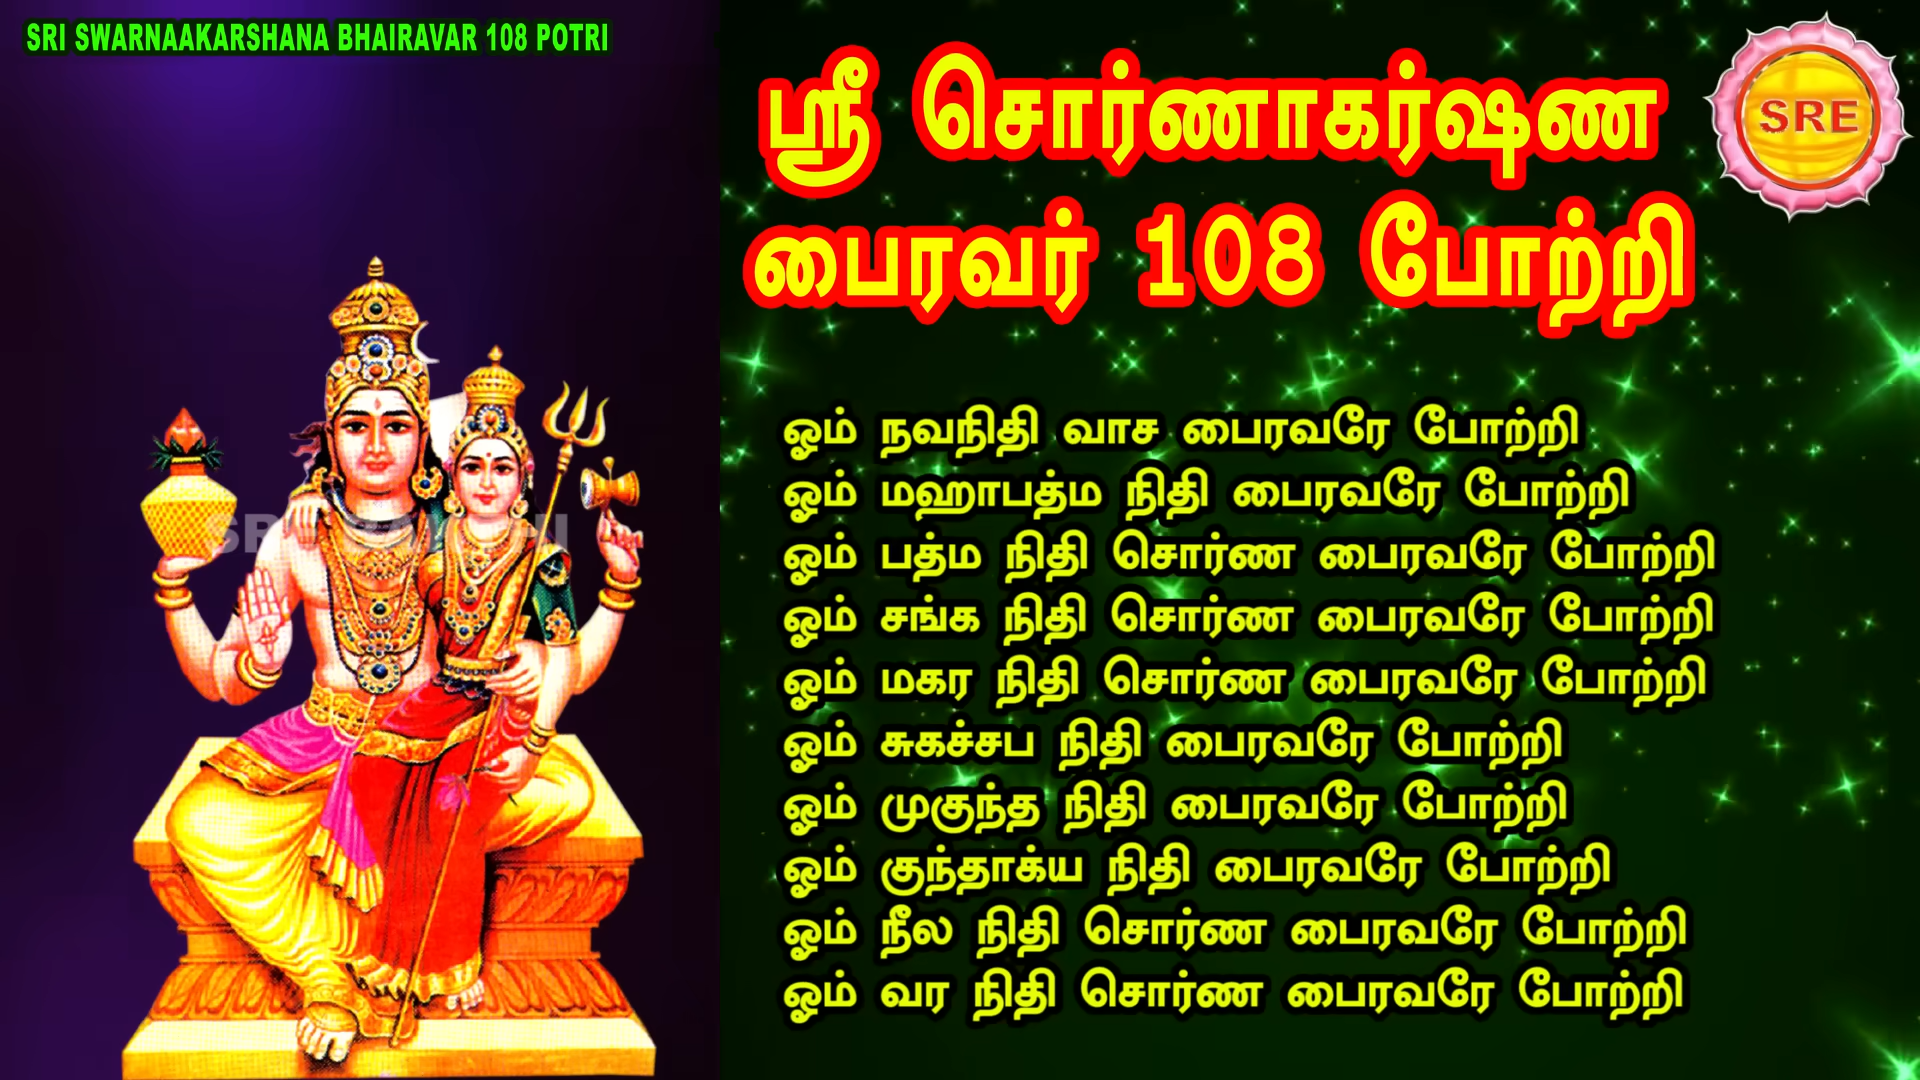 SRI SWARNAAKARSHANA BHAIRAVAR 108 POTRI
ஸ்ரீ சொர்ணாகர்ஷண
பைரவர் 108 போற்றி
SRE
ஓம் நவநிதி வாச பைரவரே போற்றி
ஓம் மஹாபத்ம நிதி பைரவரே போற்றி
ஓம் பத்ம நிதி சொர்ண பைரவரே போற்றி
ஓம் சங்க நிதி சொர்ண பைரவரே போற்றி
ஓம் மகர நிதி சொர்ண பைரவரே போற்றி
ஓம் சுகச்சப நிதி பைரவரே போற்றி
ஓம் முகுந்த நிதி பைரவரே போற்றி
ஓம் குந்தாக்ய நிதி பைரவரே போற்றி
ஓம் நீல நிதி சொர்ண பைரவரே போற்றி
ஓம் வர நிதி சொர்ண பைரவரே போற்றி